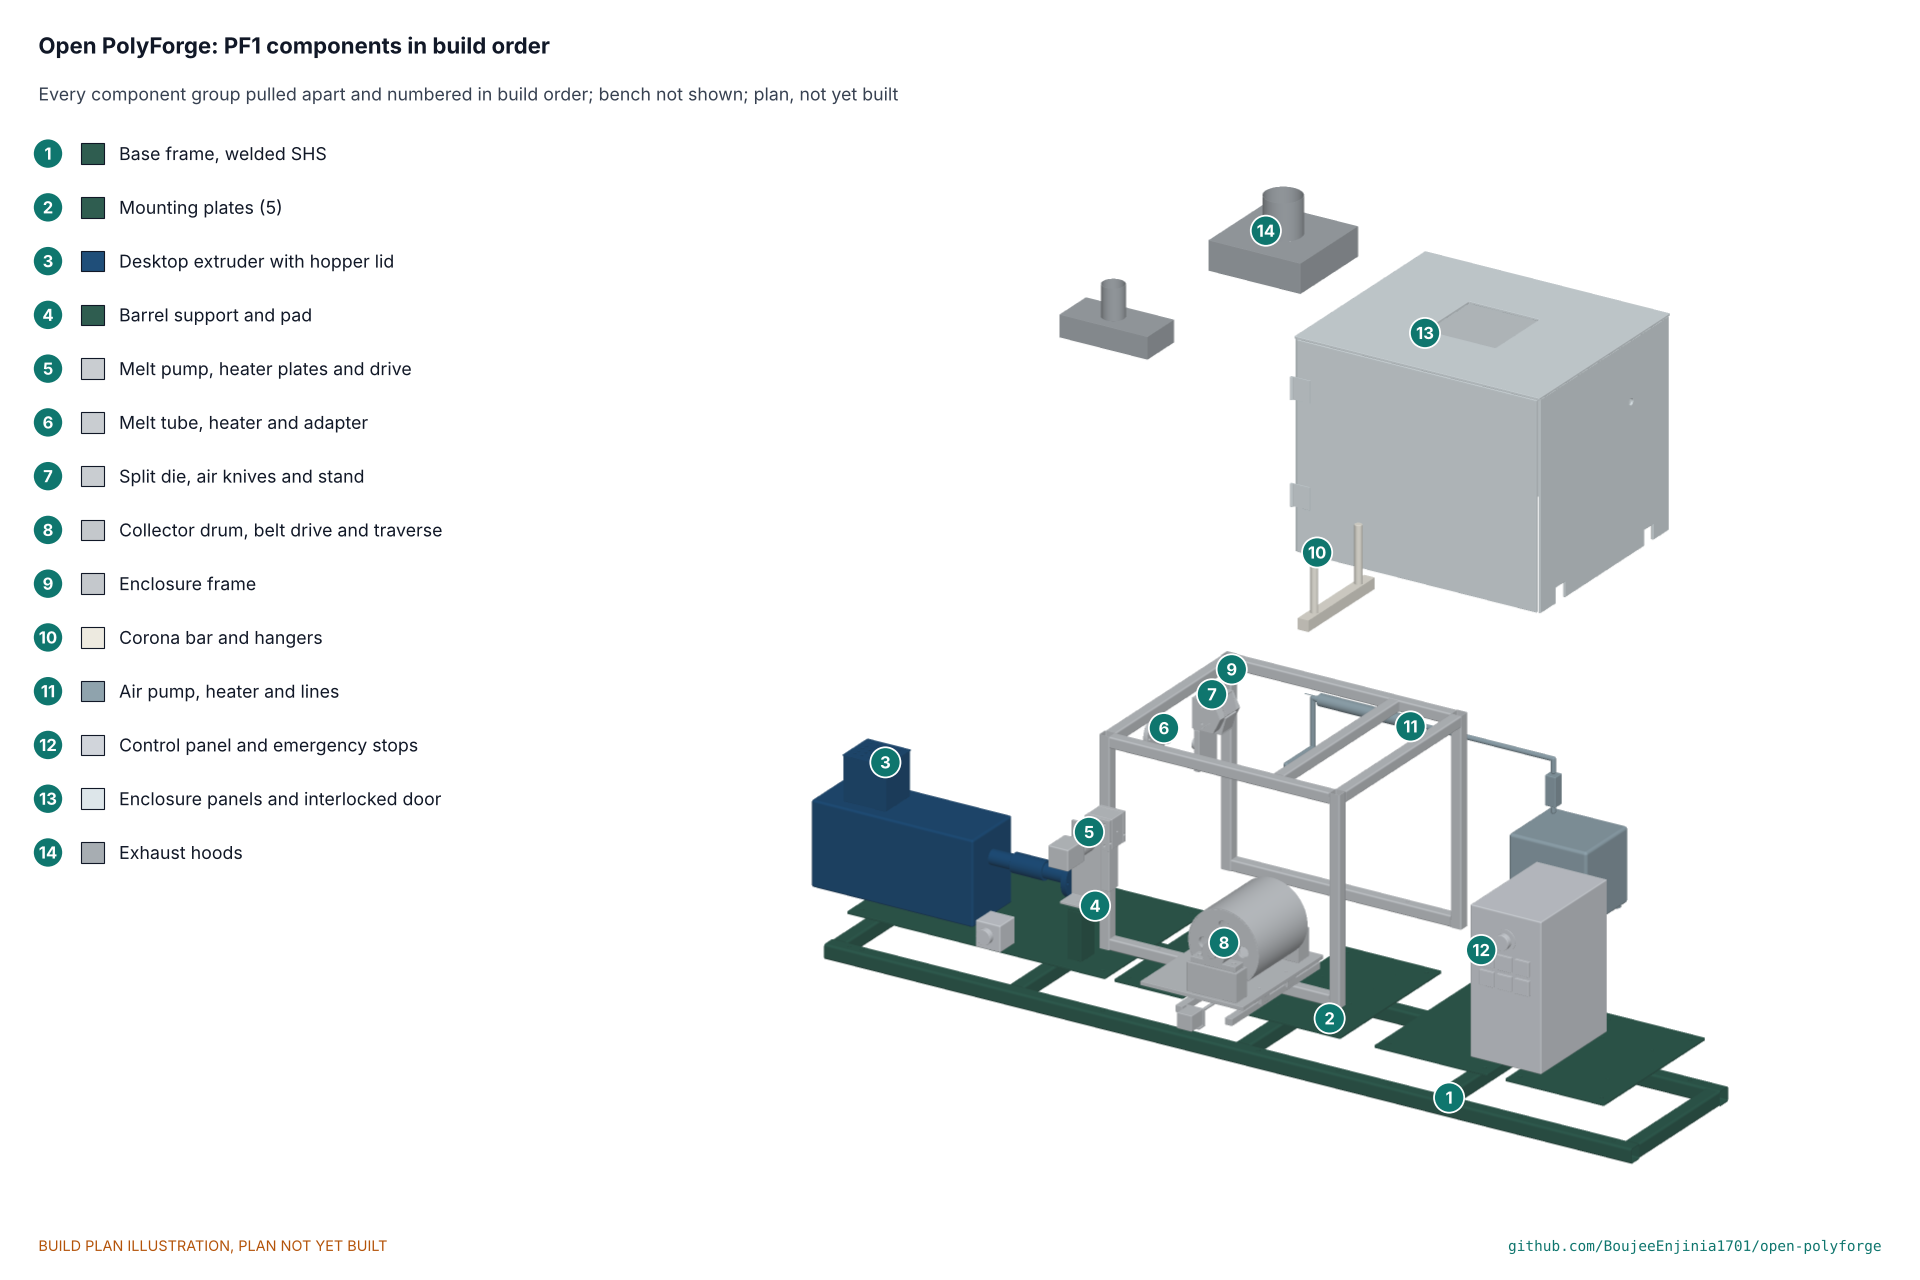 Open PolyForge: PF1 components in build order
Every component group pulled apart and numbered in build order; bench not shown; plan, not yet built
1 Base frame, welded SHS
2 Mounting plates (5)
3 Desktop extruder with hopper lid
4 Barrel support and pad
5 Melt pump, heater plates and drive
6 Melt tube, heater and adapter
7 Split die, air knives and stand
8 Collector drum, belt drive and traverse
9 Enclosure frame
10 Corona bar and hangers
11 Air pump, heater and lines
12 Control panel and emergency stops
13 Enclosure panels and interlocked door
14 Exhaust hoods
14
13
10
9
7
6
11
3
5
4
8
12
2
1
BUILD PLAN ILLUSTRATION, PLAN NOT YET BUILT
github.com/BoujeeEnjinia1701/open-polyforge